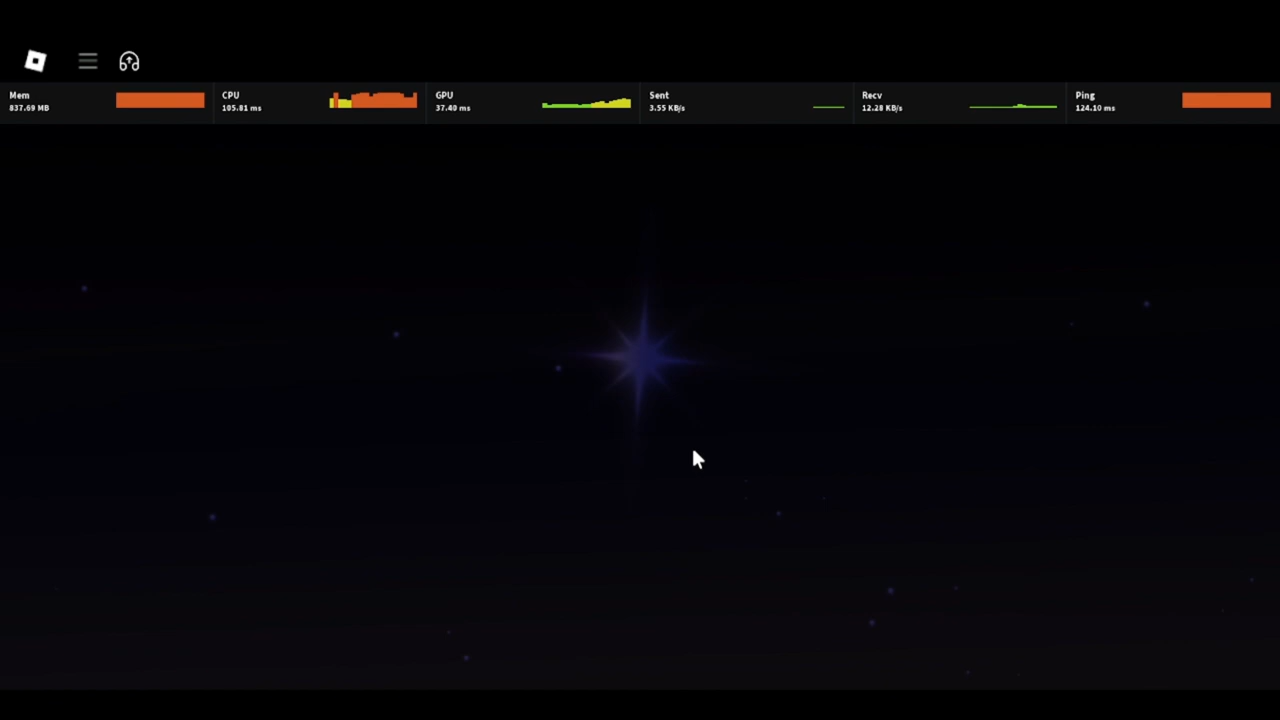 Mem
837.69 MB
CPU
105.81 ms
GPU
37.40 ms
Sent
3.55 KB/s
Recv
12.28 KB/s
Ping
124.10 ms